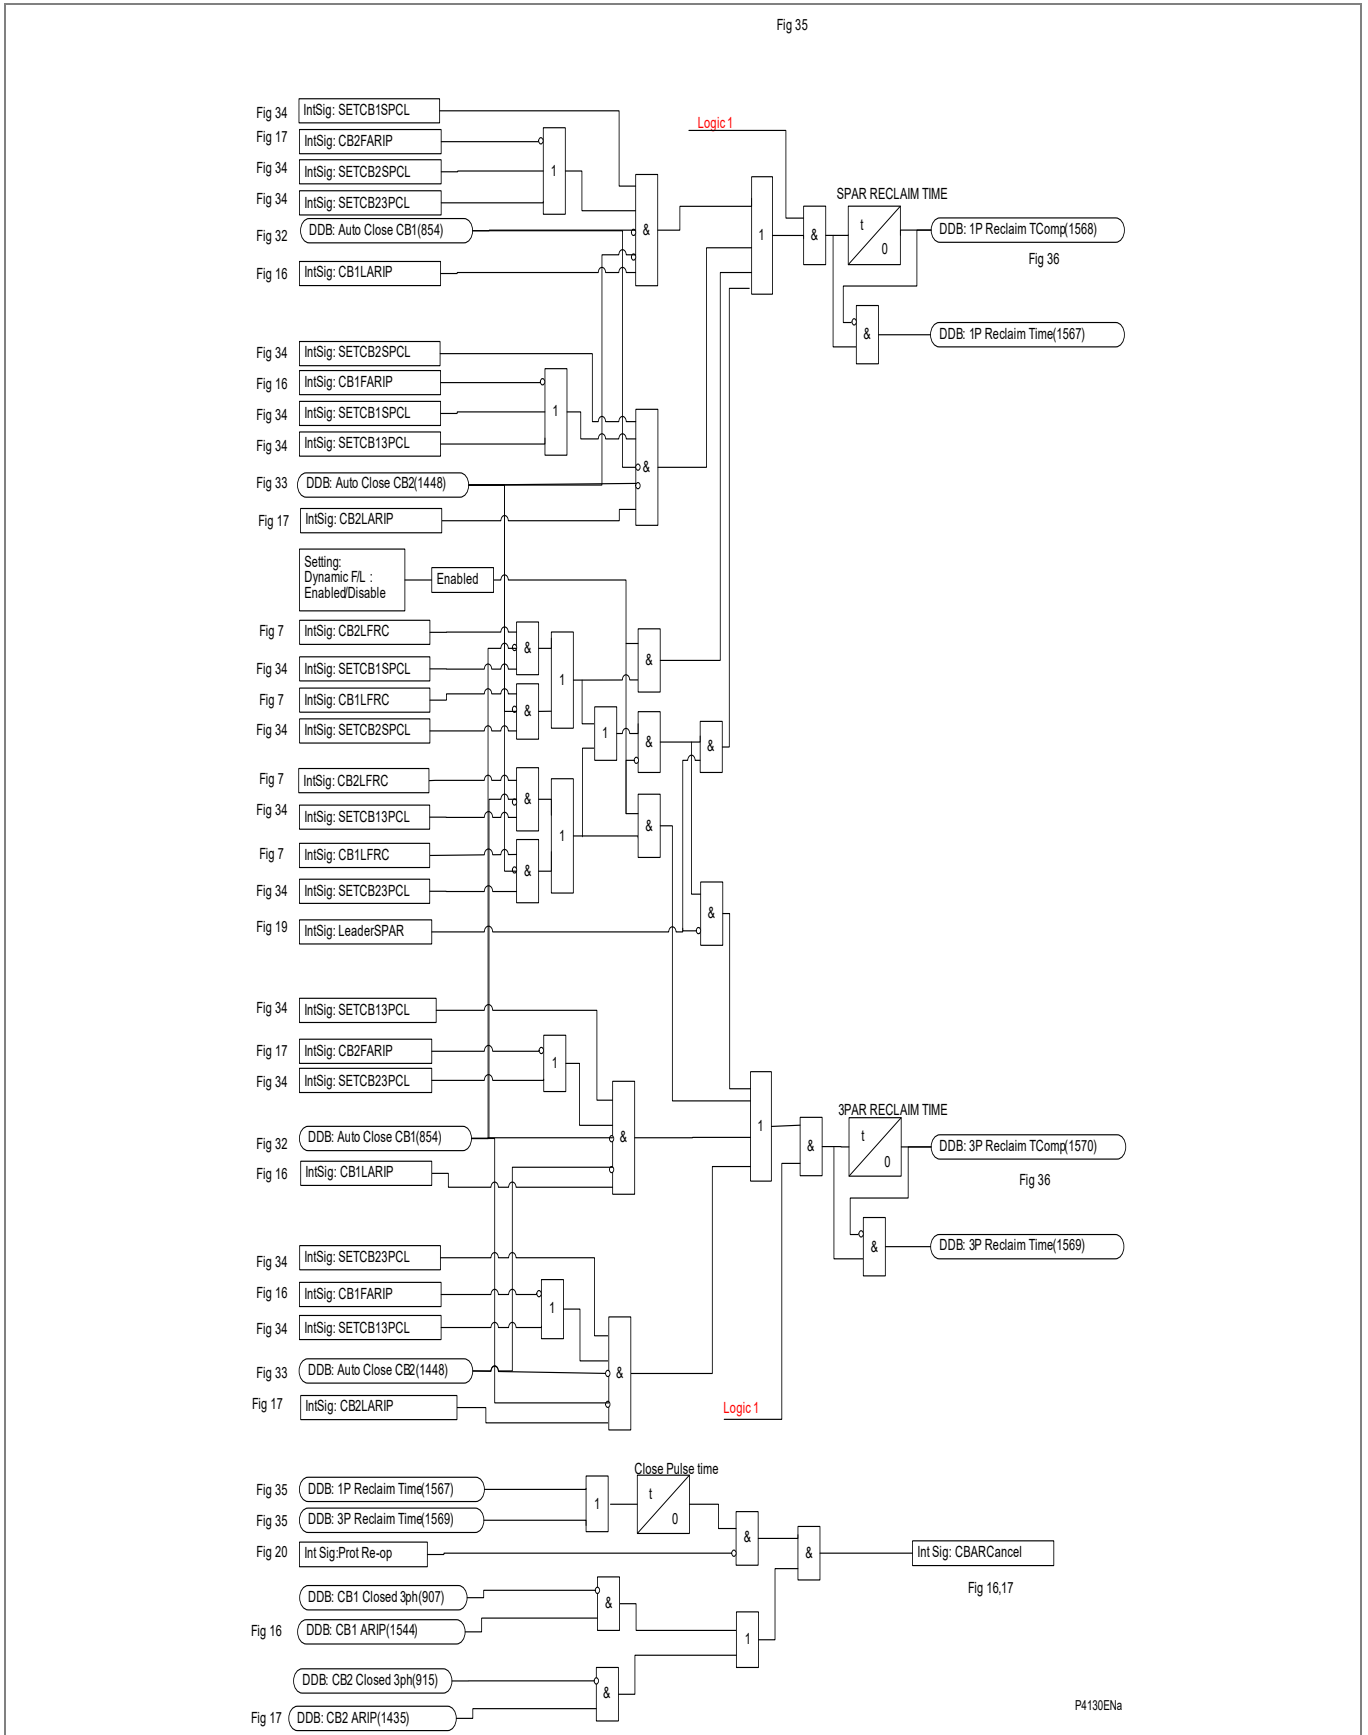 Fig 35
Fig 34 IntSig: SETCB1SPCL
Fig 17 IntSig: CB2FARIP
Fig 34 IntSig: SETCB2SPCL
Fig 34 IntSig: SETCB23PCL
Fig 32 DDB: Auto Close CB1(854)
Fig 16 IntSig: CB1LARIP
1
&
Logic 1
1
&
SPAR RECLAIM TIME
t
0
DDB: 1P Reclaim TComp(1568)
Fig 36
&
DDB: 1P Reclaim Time(1567)
Fig 34 IntSig: SETCB2SPCL
Fig 16 IntSig: CB1FARIP
Fig 34 IntSig: SETCB1SPCL
Fig 34 IntSig: SETCB13PCL
Fig 33 DDB: Auto Close CB2(1448)
Fig 17 IntSig: CB2LARIP
1
&
Setting:
Dynamic F/L :
Enabled/Disable
Enabled
Fig 7 IntSig: CB2LFRC
Fig 34 IntSig: SETCB1SPCL
Fig 7 IntSig: CB1LFRC
Fig 34 IntSig: SETCB2SPCL
&
&
1
&
1
&
&
Fig 7 IntSig: CB2LFRC
Fig 34 IntSig: SETCB13PCL
Fig 7 IntSig: CB1LFRC
Fig 34 IntSig: SETCB23PCL
&
&
1
&
Fig 19 IntSig: LeaderSPAR
&
Fig 34 IntSig: SETCB13PCL
Fig 17 IntSig: CB2FARIP
Fig 34 IntSig: SETCB23PCL
Fig 32 DDB: Auto Close CB1(854)
Fig 16 IntSig: CB1LARIP
1
&
1
&
3PAR RECLAIM TIME
t
0
DDB: 3P Reclaim TComp(1570)
Fig 36
&
DDB: 3P Reclaim Time(1569)
Fig 34 IntSig: SETCB23PCL
Fig 16 IntSig: CB1FARIP
Fig 34 IntSig: SETCB13PCL
Fig 33 DDB: Auto Close CB2(1448)
Fig 17 IntSig: CB2LARIP
1
&
Logic 1
Fig 35 DDB: 1P Reclaim Time(1567)
Fig 35 DDB: 3P Reclaim Time(1569)
Fig 20 Int Sig:Prot Re-op
1
Close Pulse time
t
0
&
&
Int Sig: CBARCancel
Fig 16,17
DDB: CB1 Closed 3ph(907)
Fig 16 DDB: CB1 ARIP(1544)
&
1
DDB: CB2 Closed 3ph(915)
Fig 17 DDB: CB2 ARIP(1435)
&
P4130ENa